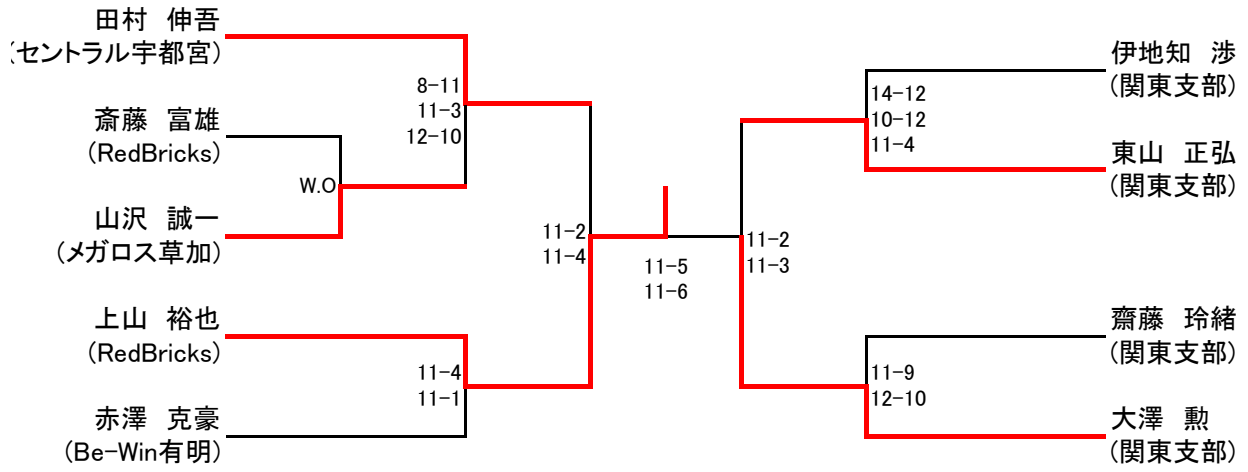 田村 伸吾
(セントラル宇都宮)
8-11
11-3
12-10
斎藤 富雄
(RedBricks)
W.O
山沢 誠一
(メガロス草加)
11-2
11-4
上山 裕也
(RedBricks)
11-4
11-1
赤澤 克豪
(Be-Win有明)
11-5
11-6
伊地知 渉
(関東支部)
14-12
10-12
11-4
東山 正弘
(関東支部)
11-2
11-3
齋藤 玲緒
(関東支部)
11-9
12-10
大澤 勲
(関東支部)